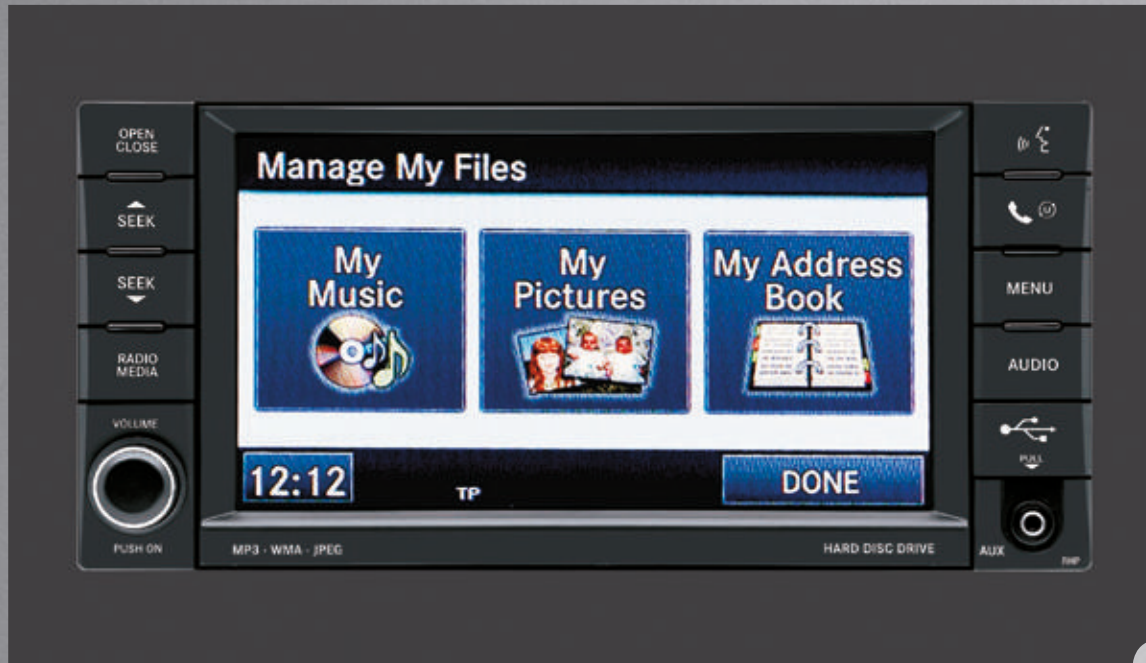 OPEN
CLOSE
SEEK
SEEK
RADIO
MEDIA
VOLUME
PUSH ON
Manage My Files
My
Music
My
Pictures
My Address
Book
12:12
TP
DONE
MP3 - WMA - JPEG
HARD DISC DRIVE
MENU
AUDIO
PULL
AUX